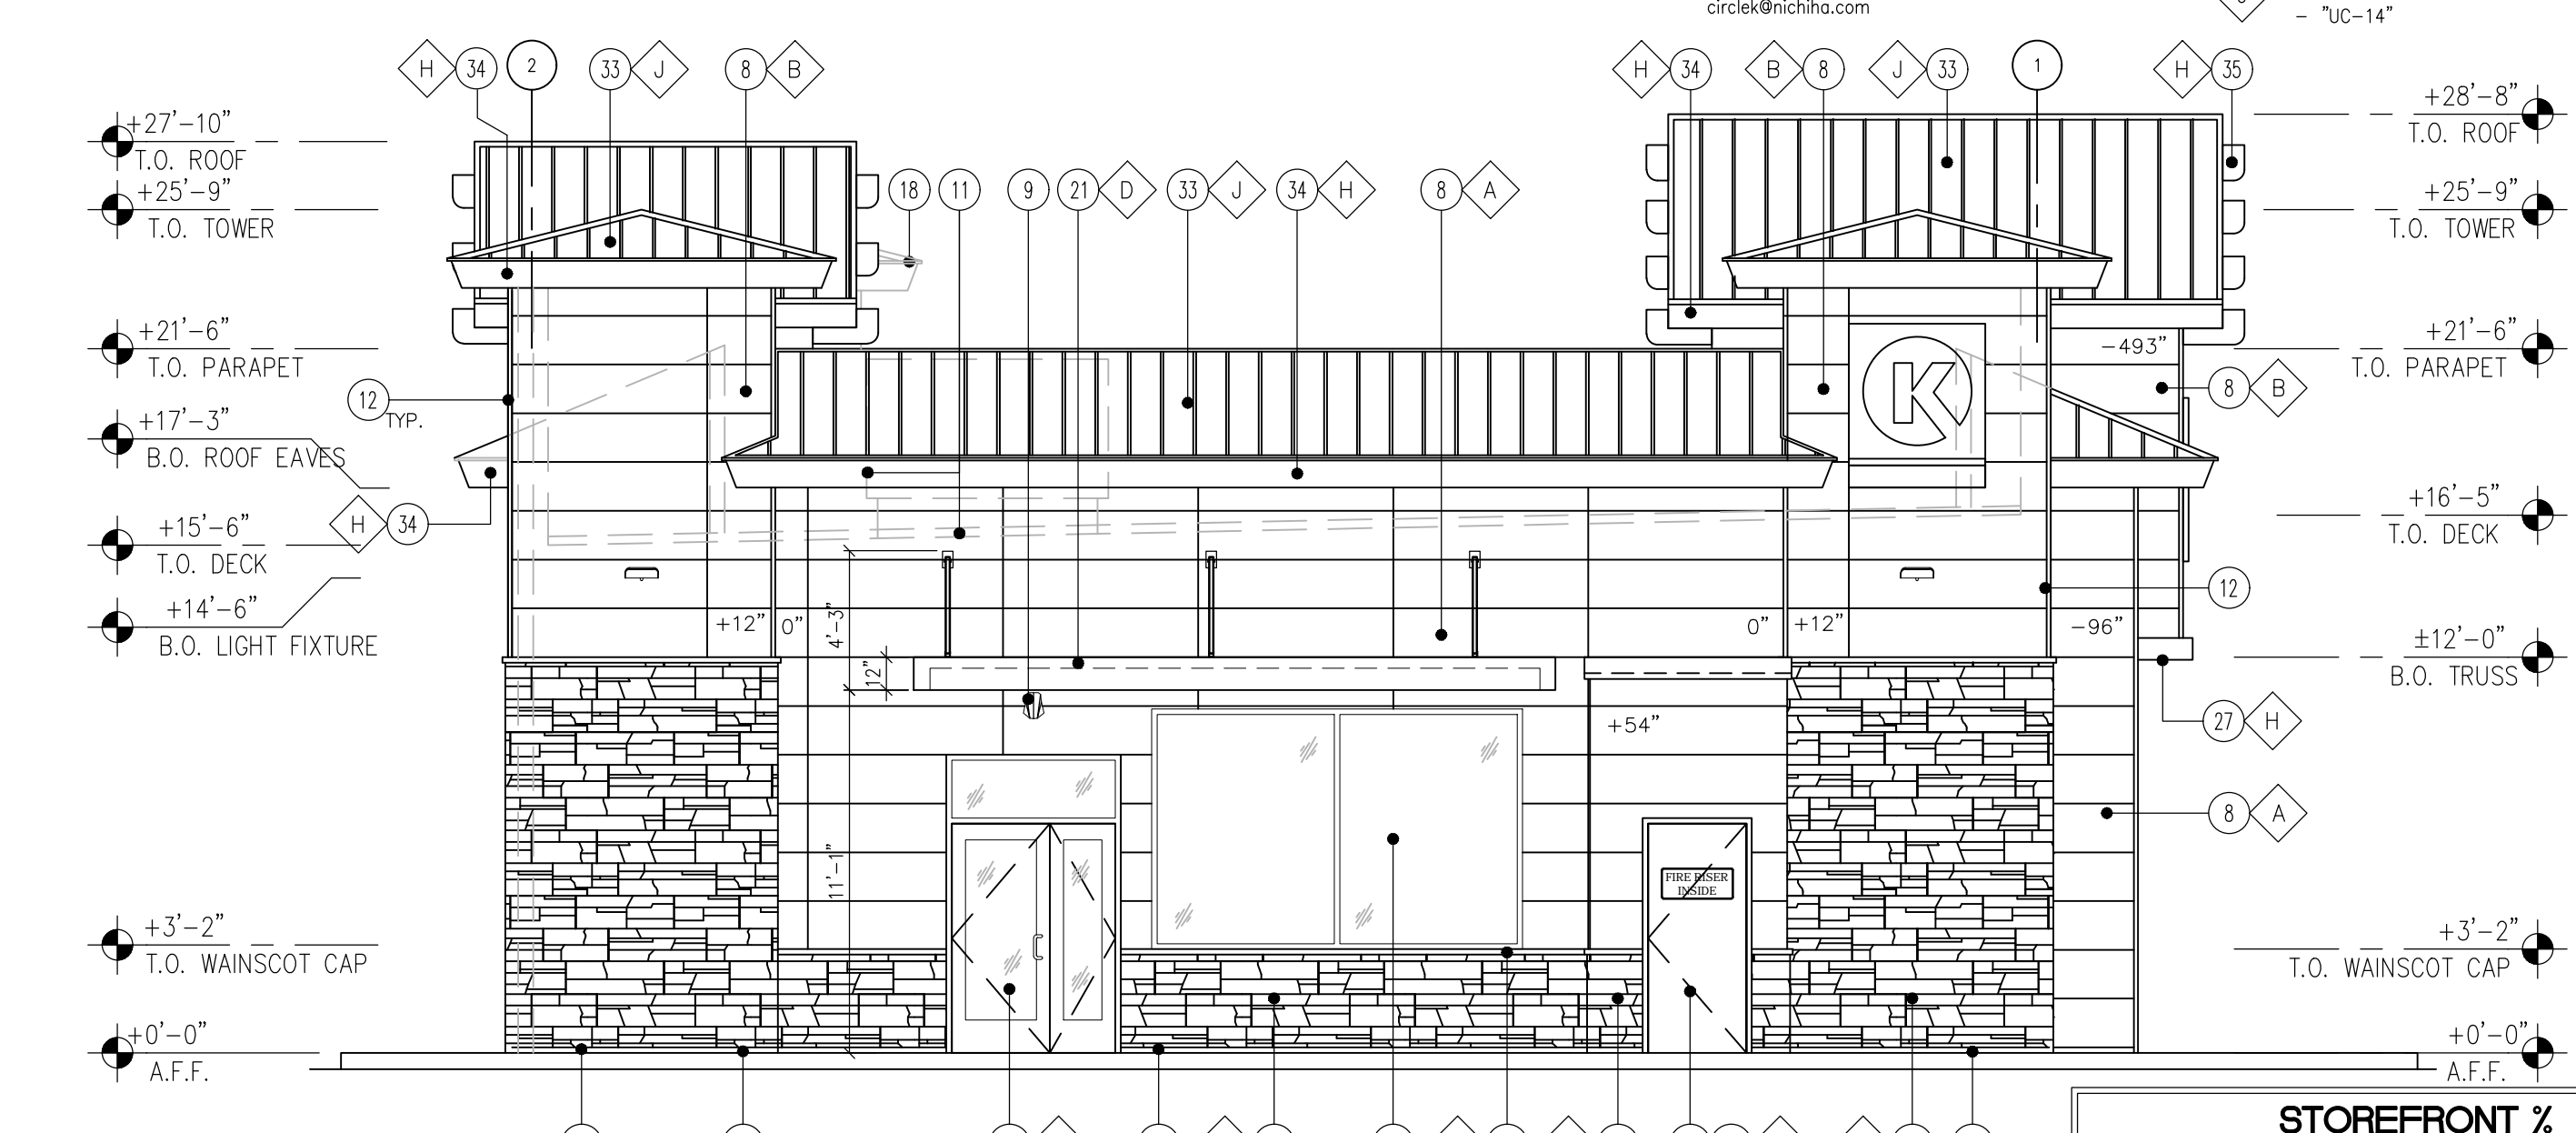 circlek@nichiha.com
- "UC-14"
H 34 2 33 J 8 B
H 34 B 8 J 33 1 H 35
+27'-10"
T.O. ROOF
+28'-8"
T.O. ROOF
+25'-9"
T.O. TOWER
18 11 9 21 D 33 J 34 H 8 A
+25'-9"
T.O. TOWER
+21'-6"
T.O. PARAPET
-493"
+21'-6"
T.O. PARAPET
12
TYP.
K
8 B
+17'-3"
B.O. ROOF EAVES
H 34
+15'-6"
T.O. DECK
+16'-5"
T.O. DECK
12
+14'-6"
B.O. LIGHT FIXTURE
+12" 0" 4'-3" 0" +12" -96"
±12'-0"
B.O. TRUSS
12"
+54"
27 H
8 A
11'-1"
FIRE RISER
INSIDE
+3'-2"
T.O. WAINSCOT CAP
+3'-2"
T.O. WAINSCOT CAP
+0'-0"
A.F.F.
+0'-0"
A.F.F.
STOREFRONT %